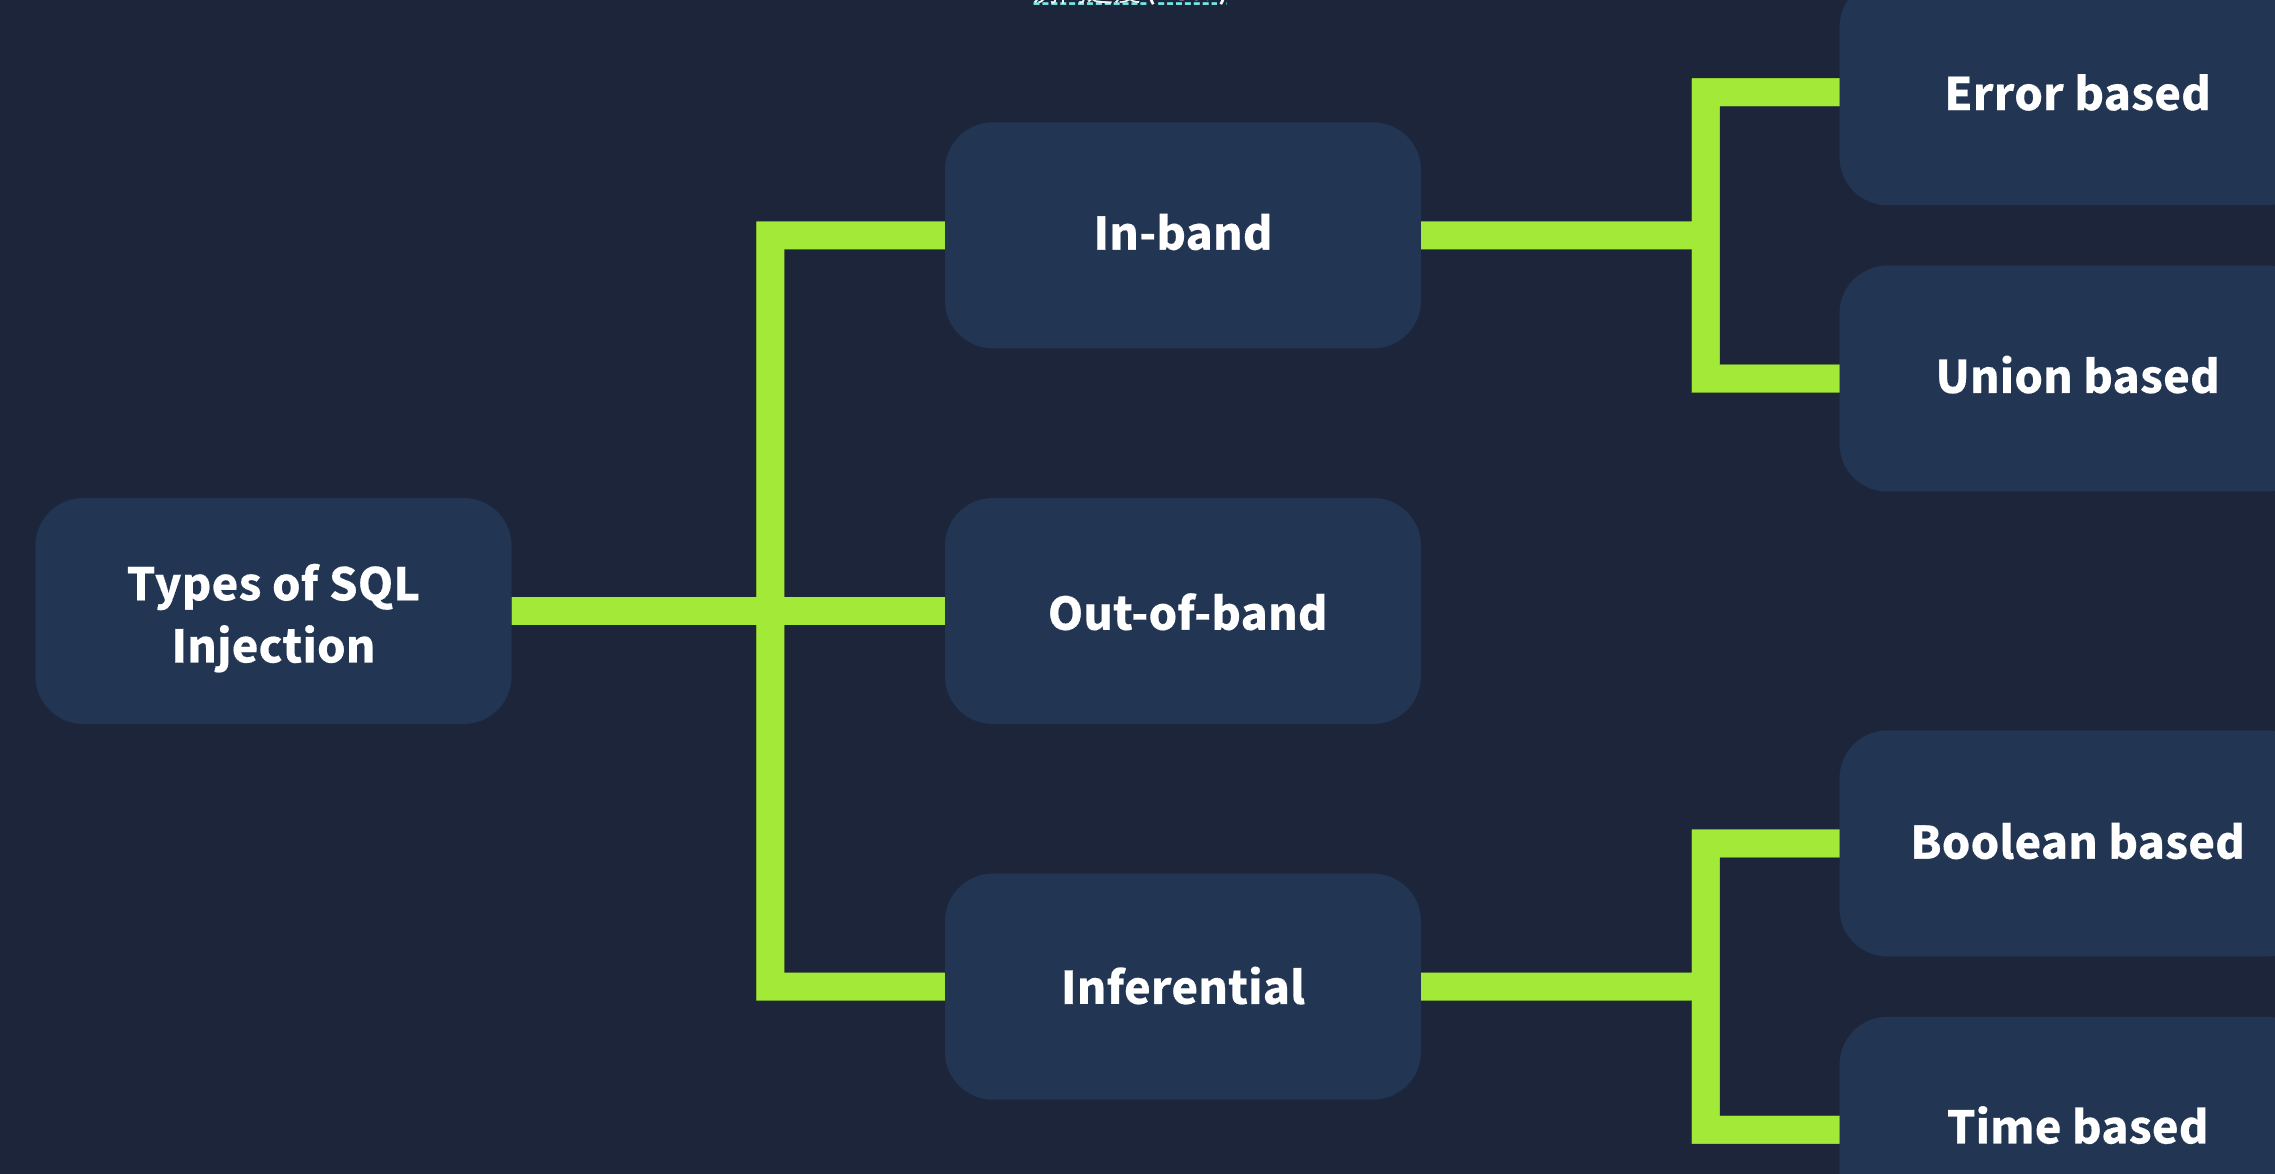 Error based
In-band
Union based
Types of SQL
Injection
Out-of-band
Boolean based
Inferential
Time based